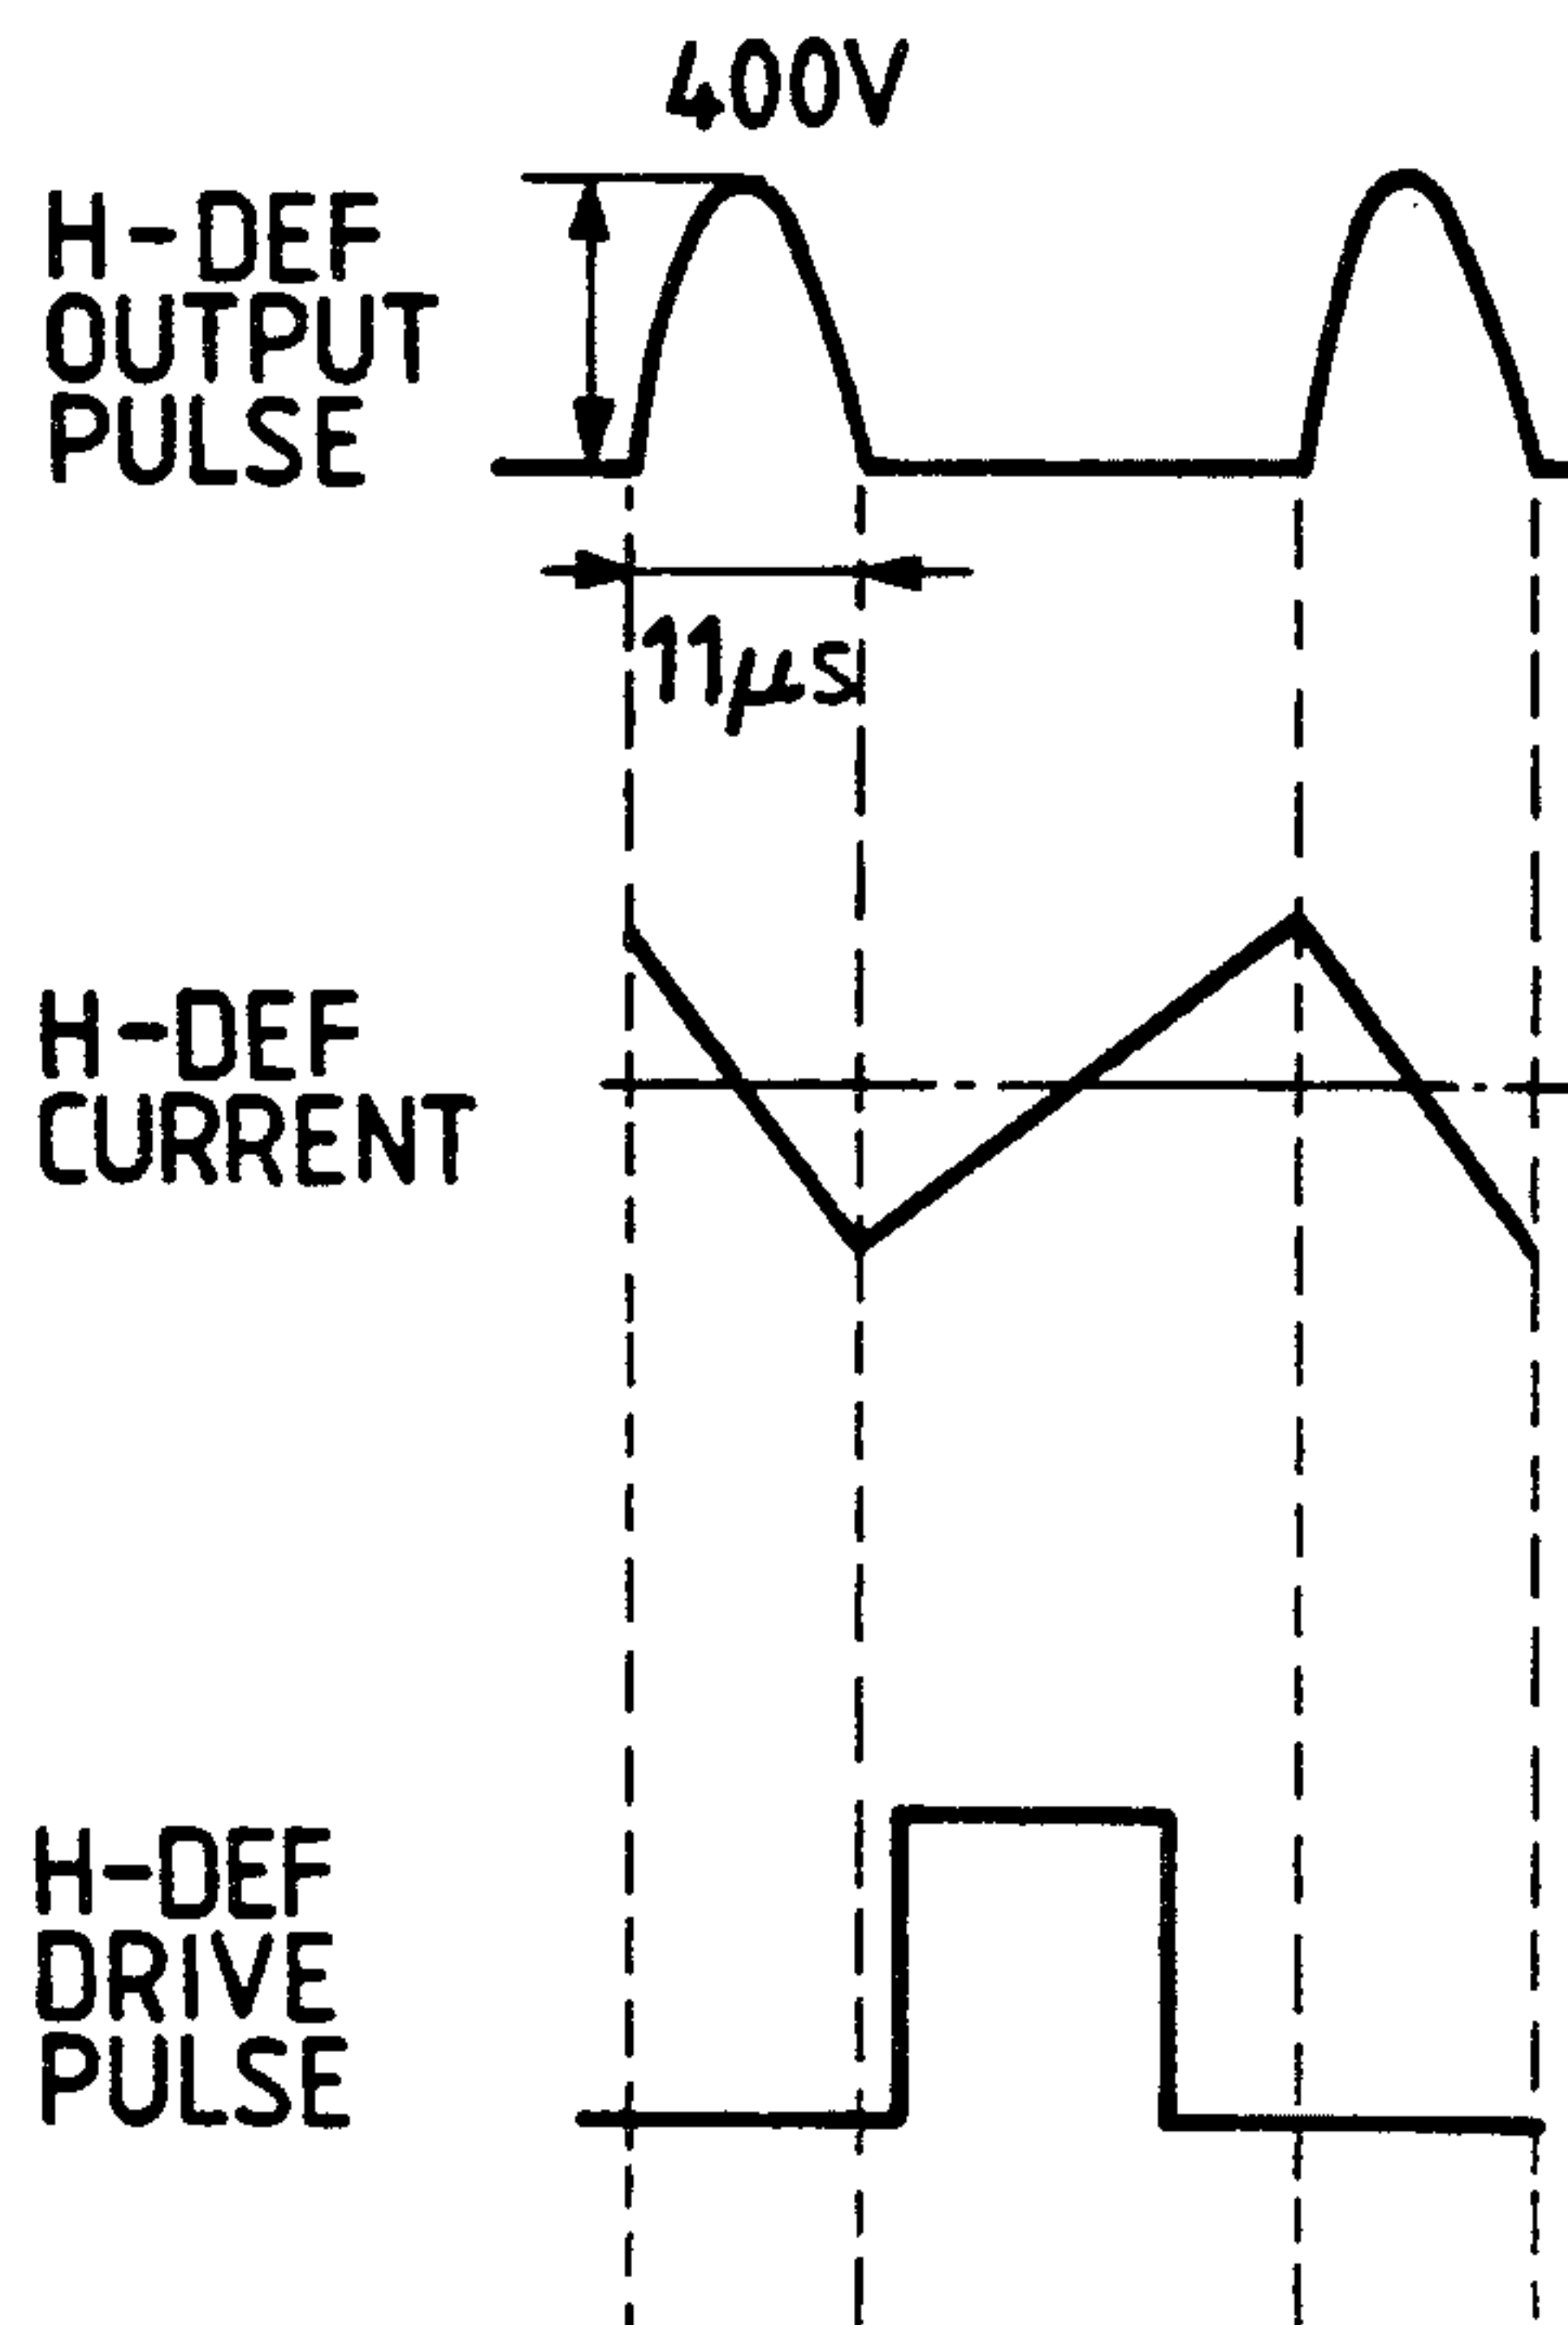 400V
H-DEF
OUTPUT
PULSE
11μs
H-DEF
CURRENT
H-DEF
DRIVE
PULSE